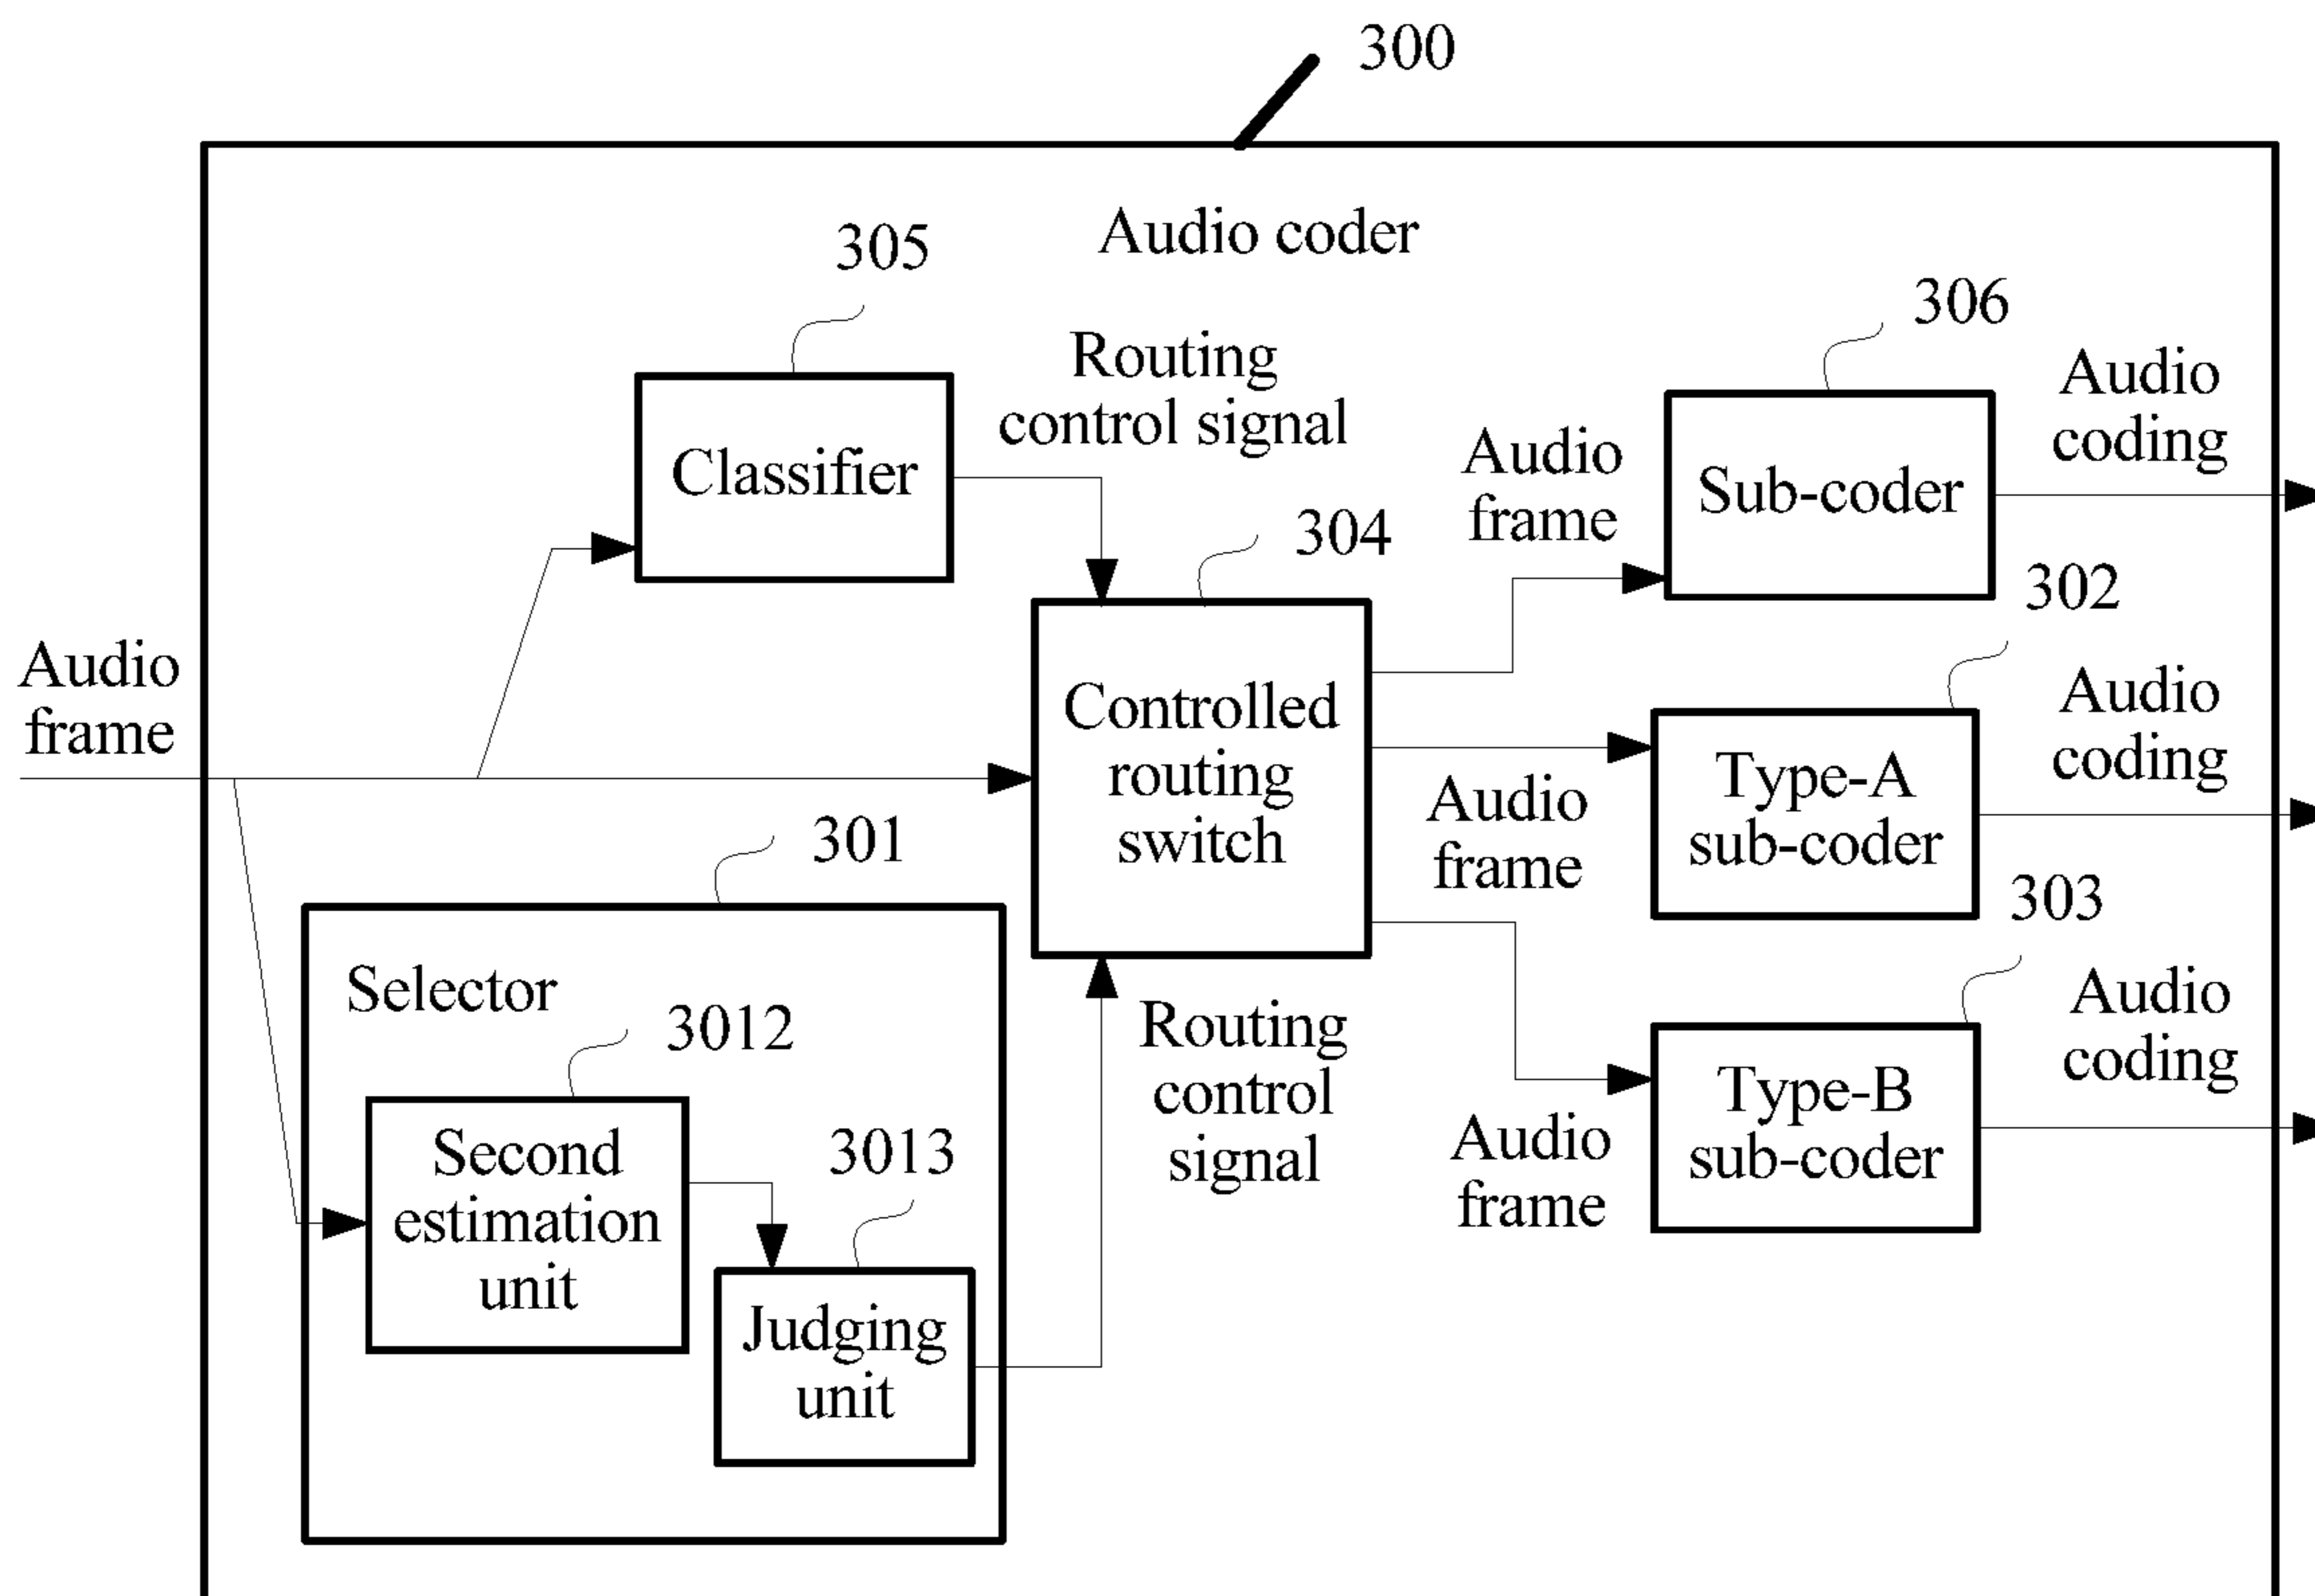 300
Audio coder
305
306
Routing
control signal
Audio
coding
Classifier
Audio
frame
Sub-coder
304
302
Audio
frame
Controlled
routing
switch
Audio
coding
Type-A
sub-coder
Audio
frame
301
303
Selector
3012
Routing
control
signal
Audio
coding
Second
estimation
unit
3013
Type-B
sub-coder
Audio
frame
Judging
unit